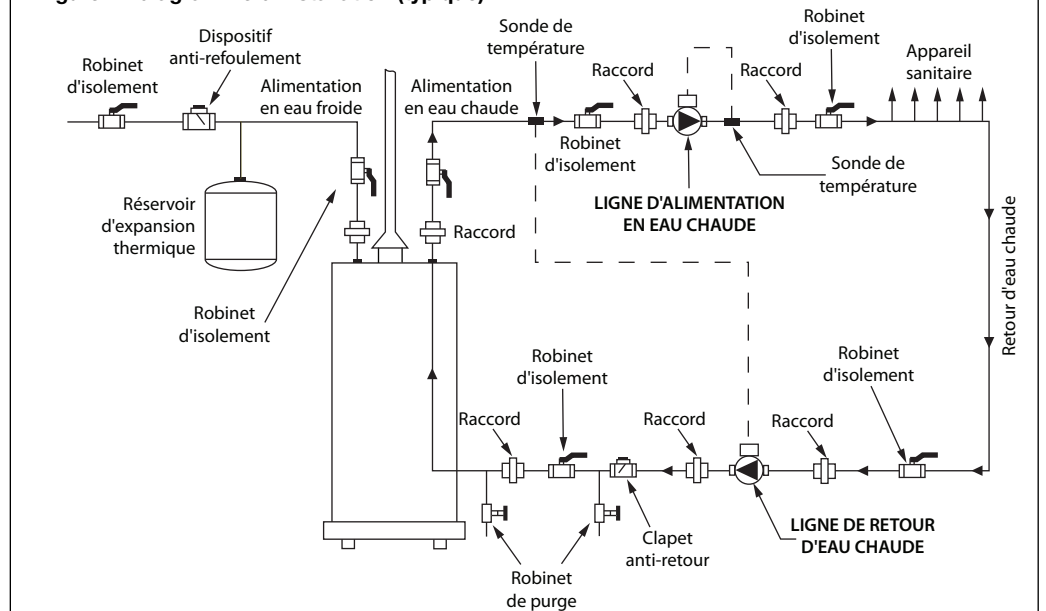 Robinet
d'isolement
Dispositif
anti-refoulement
Alimentation
en eau froide
Alimentation
en eau chaude
Sonde de
température
Raccord
Raccord
Robinet
d'isolement
Appareil
sanitaire
Robinet
d'isolement
Sonde de
température
LIGNE D'ALIMENTATION
EN EAU CHAUDE
Réservoir
d'expansion
thermique
Raccord
Retour d'eau chaude
Robinet
d'isolement
Robinet
d'isolement
Robinet
d'isolement
Raccord
Raccord
Raccord
Clapet
anti-retour
LIGNE DE RETOUR
D'EAU CHAUDE
Robinet
de purge